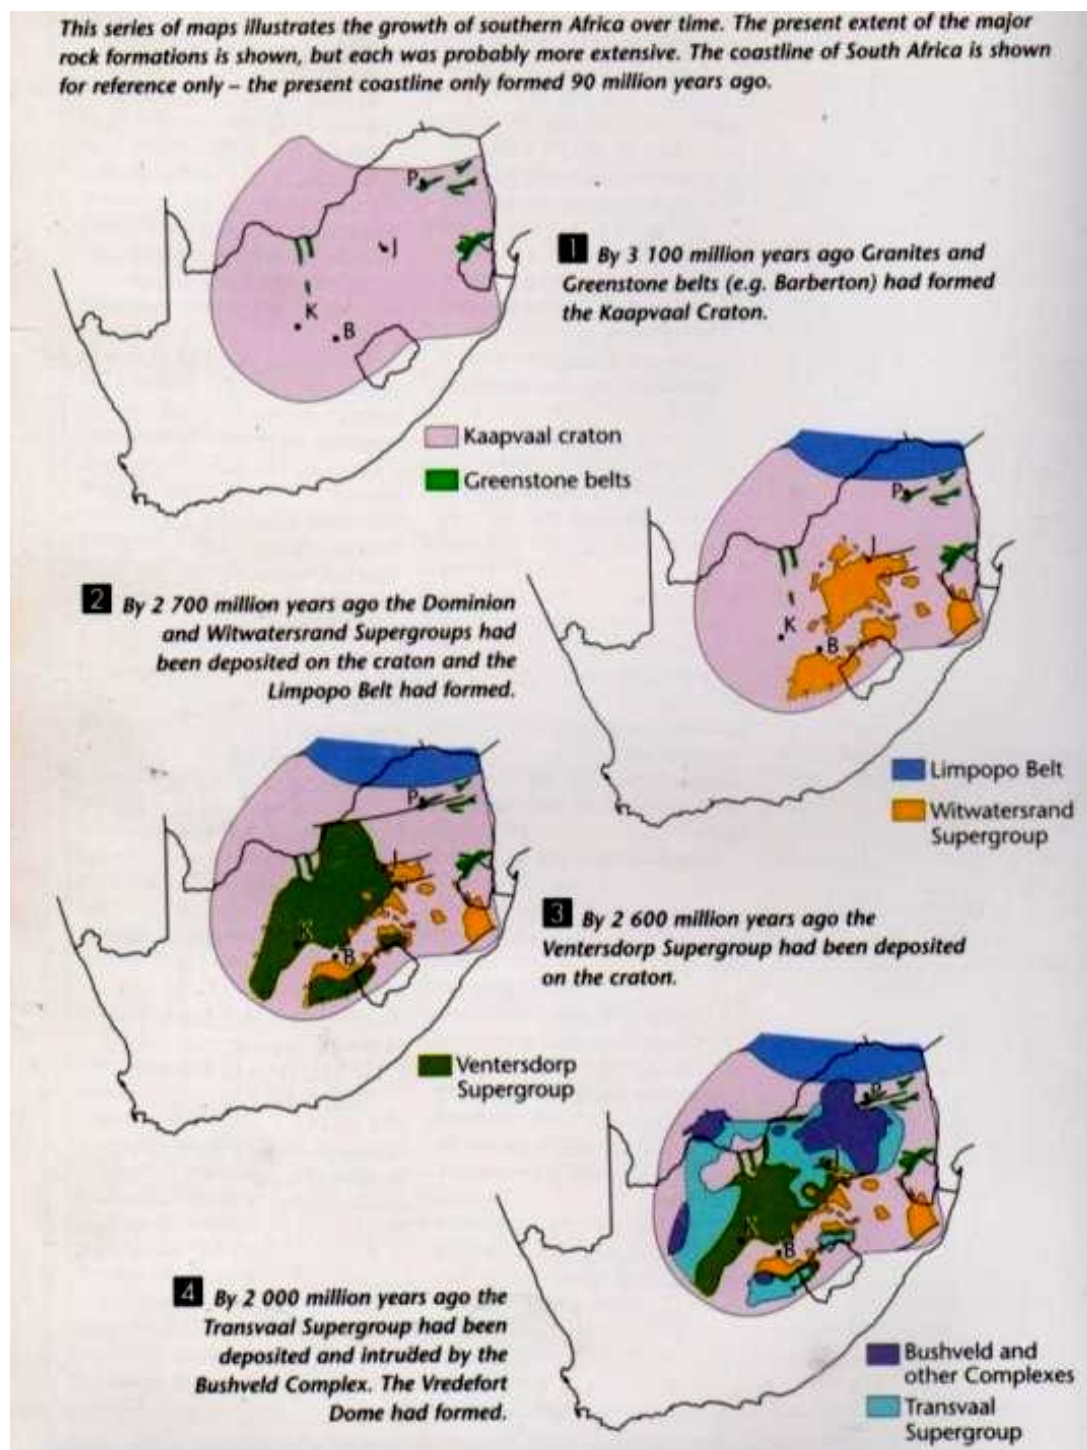 This series of maps illustrates the growth of southern Africa over time. The present extent of the major
rock formations is shown, but each was probably more extensive. The coastline of South Africa is shown
for reference only – the present coastline only formed 90 million years ago.
P
J
K
B
1 By 3 100 million years ago Granites and
Greenstone belts (e.g. Barberton) had formed
the Kaapvaal Craton.
Kaapvaal craton
Greenstone belts
P
J
K
B
2 By 2 700 million years ago the Dominion
and Witwatersrand Supergroups had
been deposited on the craton and the
Limpopo Belt had formed.
Limpopo Belt
Witwatersrand
Supergroup
P
J
K
B
3 By 2 600 million years ago the
Ventersdorp Supergroup had been deposited
on the craton.
Ventersdorp
Supergroup
P
J
K
B
4 By 2 000 million years ago the
Transvaal Supergroup had been
deposited and intruded by the
Bushveld Complex. The Vredefort
Dome had formed.
Bushveld and
other Complexes
Transvaal
Supergroup